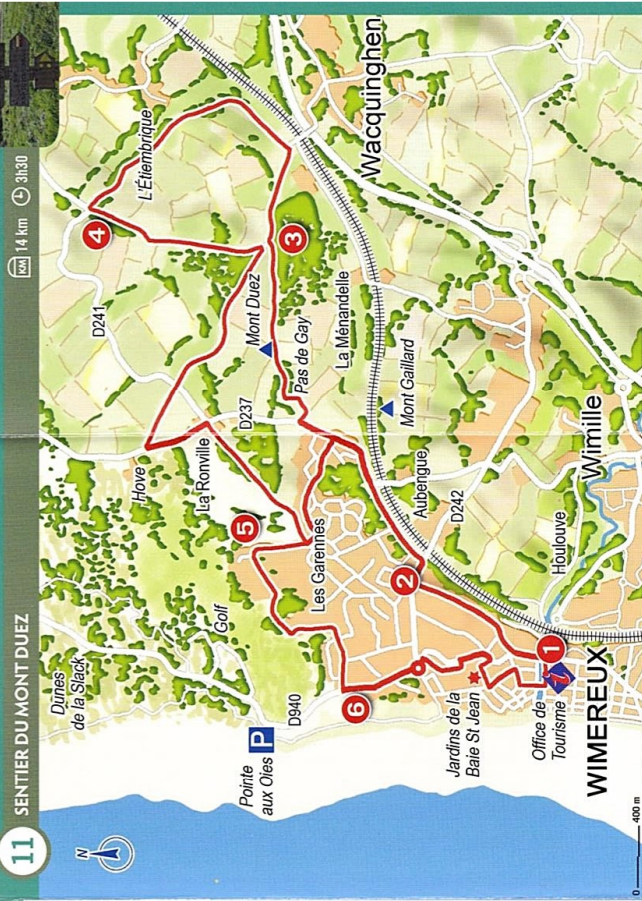 11
SENTIER DU MONT DUEZ
KM 14 km 3h30
N
Dunes
de la Slack
Golf
Hove
D241
4
L'Étiembrique
La Ronville
D237
Mont Duez
3
Pas de Gay
La Ménandelle
Wacquinghen
5
Les Garennes
Mont Gaillard
Aubengue
D242
2
Pointe
aux Oies
P
D940
6
Jardins de la
Baie St Jean
Houlouve
Wimille
Office de
Tourisme
i
1
WIMEREUX
0 400 m